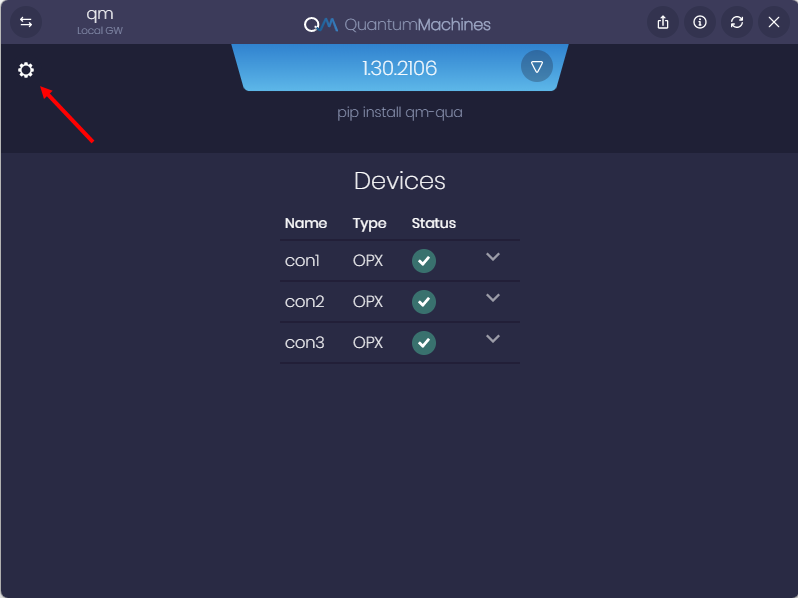 qm
Local GW
QM QuantumMachines
1.30.2106
pip install qm-qua
Devices
Name Type Status
con1 OPX
con2 OPX
con3 OPX